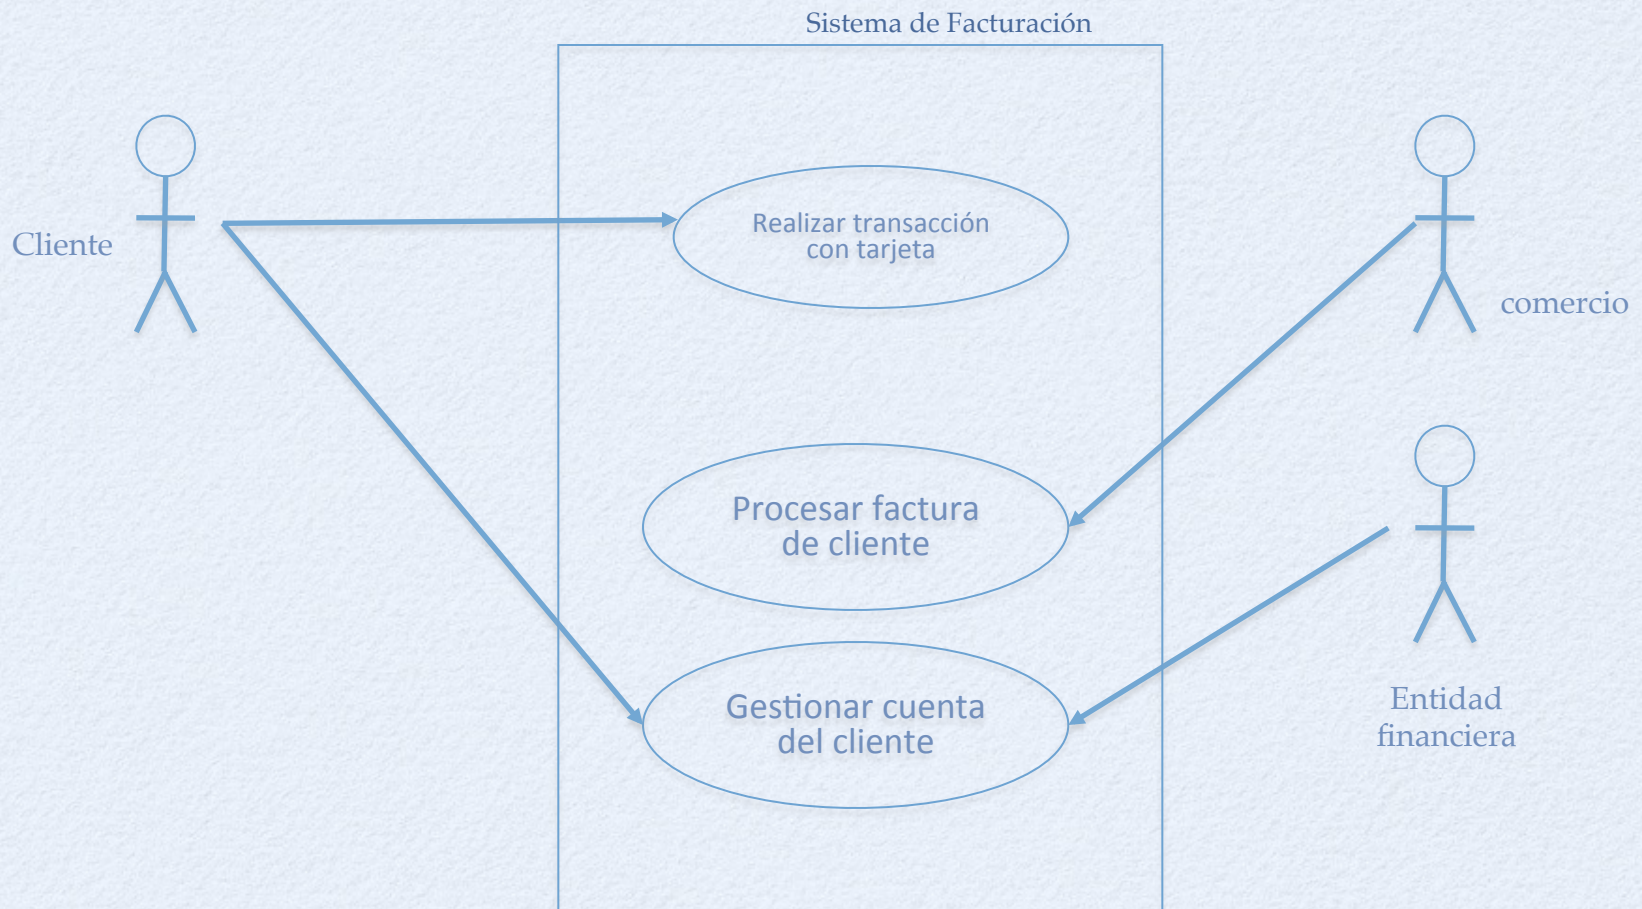 Sistema de Facturación
Cliente
Realizar transacción
con tarjeta
comercio
Procesar factura
de cliente
Gestionar cuenta
del cliente
Entidad
financiera